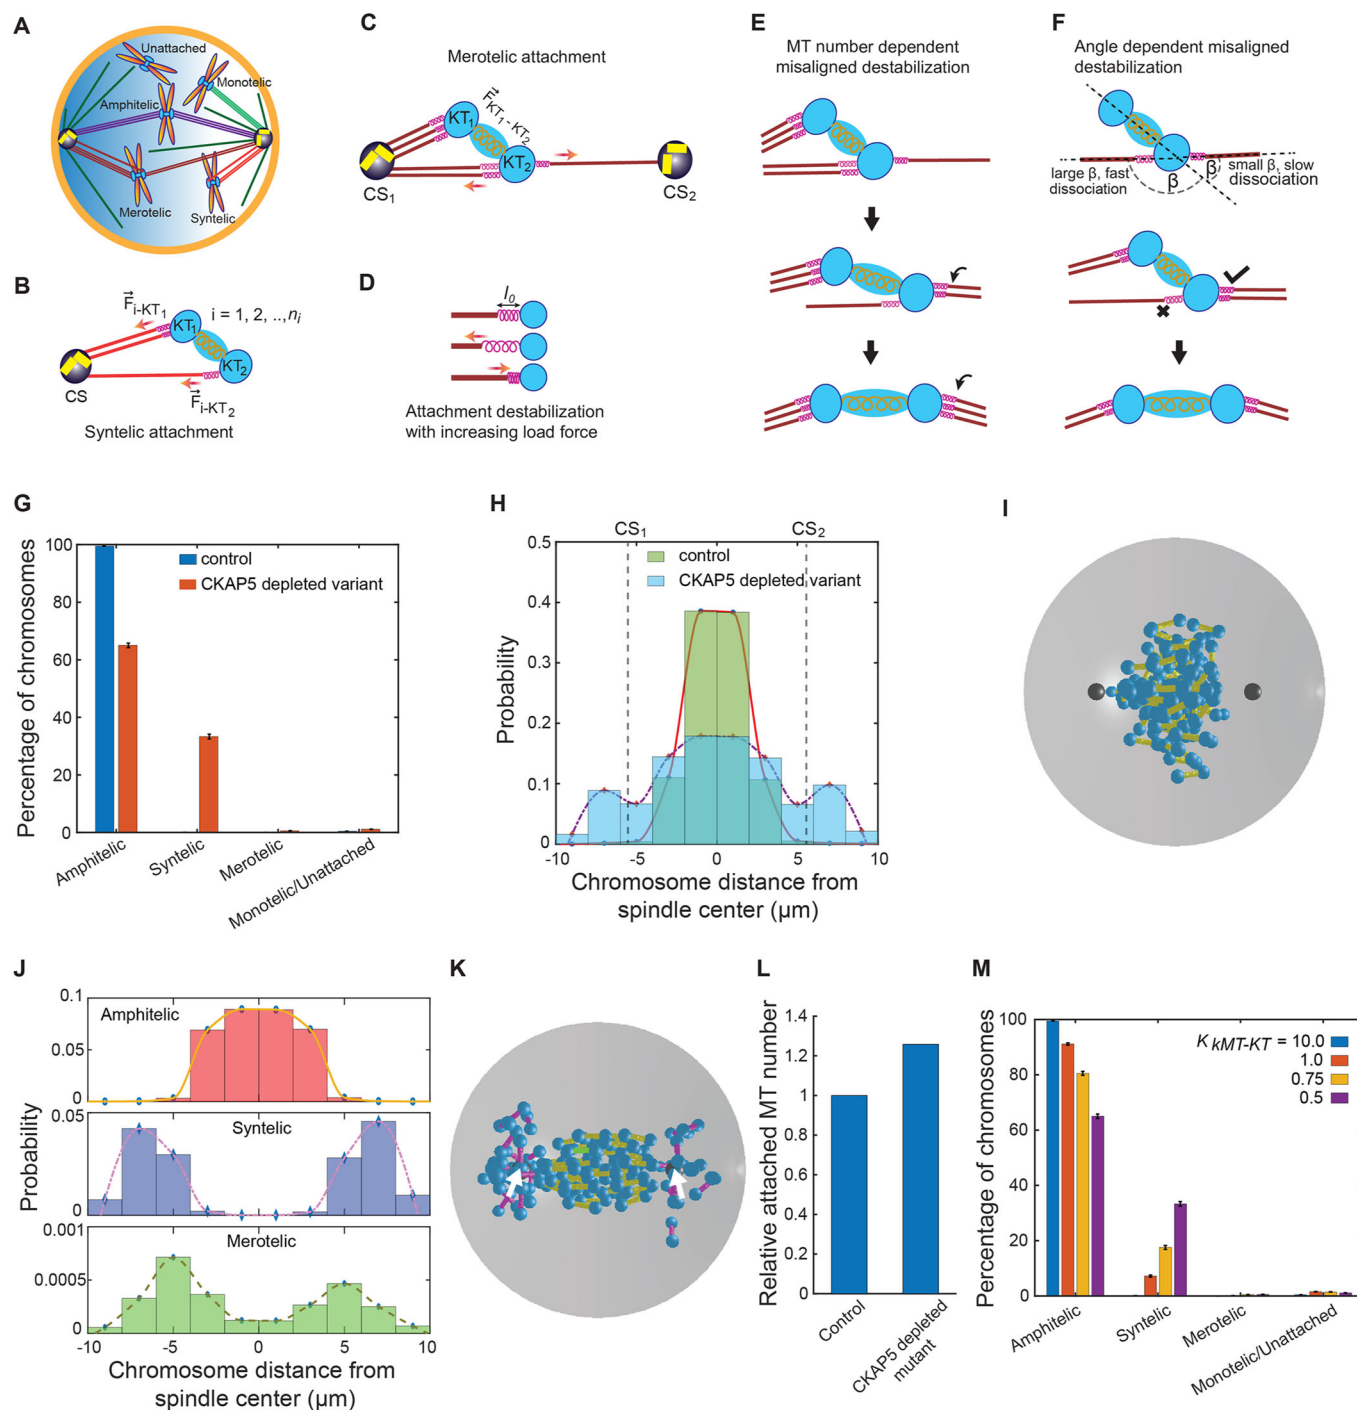 A
Unattached
Monotelic
Amphitelic
Merotelic
Syntelic
B
F i-KT1
i = 1, 2, ..,ni
KT1
KT2
CS
F i-KT2
Syntelic attachment
C
Merotelic attachment
F KT1 - KT2
KT1
KT2
CS1
CS2
D
l0
Attachment destabilization
with increasing load force
E
MT number dependent
misaligned destabilization
F
Angle dependent misaligned
destabilization
large β, fast
dissociation
β
β
small β, slow
dissociation
G
Percentage of chromosomes
100
80
60
40
20
0
control
CKAP5 depleted variant
Amphitelic
Syntelic
Merotelic
Monotelic/Unattached
H
CS1
CS2
Probability
0.5
0.4
0.3
0.2
0.1
0
control
CKAP5 depleted variant
-10
-5
0
5
10
Chromosome distance from
spindle center (µm)
I
J
Probability
0.1
0.05
0
Amphitelic
0.05
0
Syntelic
0.001
0.0005
0
Merotelic
-10
-5
0
5
10
Chromosome distance from
spindle center (µm)
K
L
Relative attached MT number
1.4
1.2
1
0.8
0.6
0.4
0.2
0
Control
CKAP5 depleted
mutant
M
Percentage of chromosomes
100
80
60
40
20
0
K kMT-KT = 10.0
1.0
0.75
0.5
Amphitelic
Syntelic
Merotelic
Monotelic/Unattached